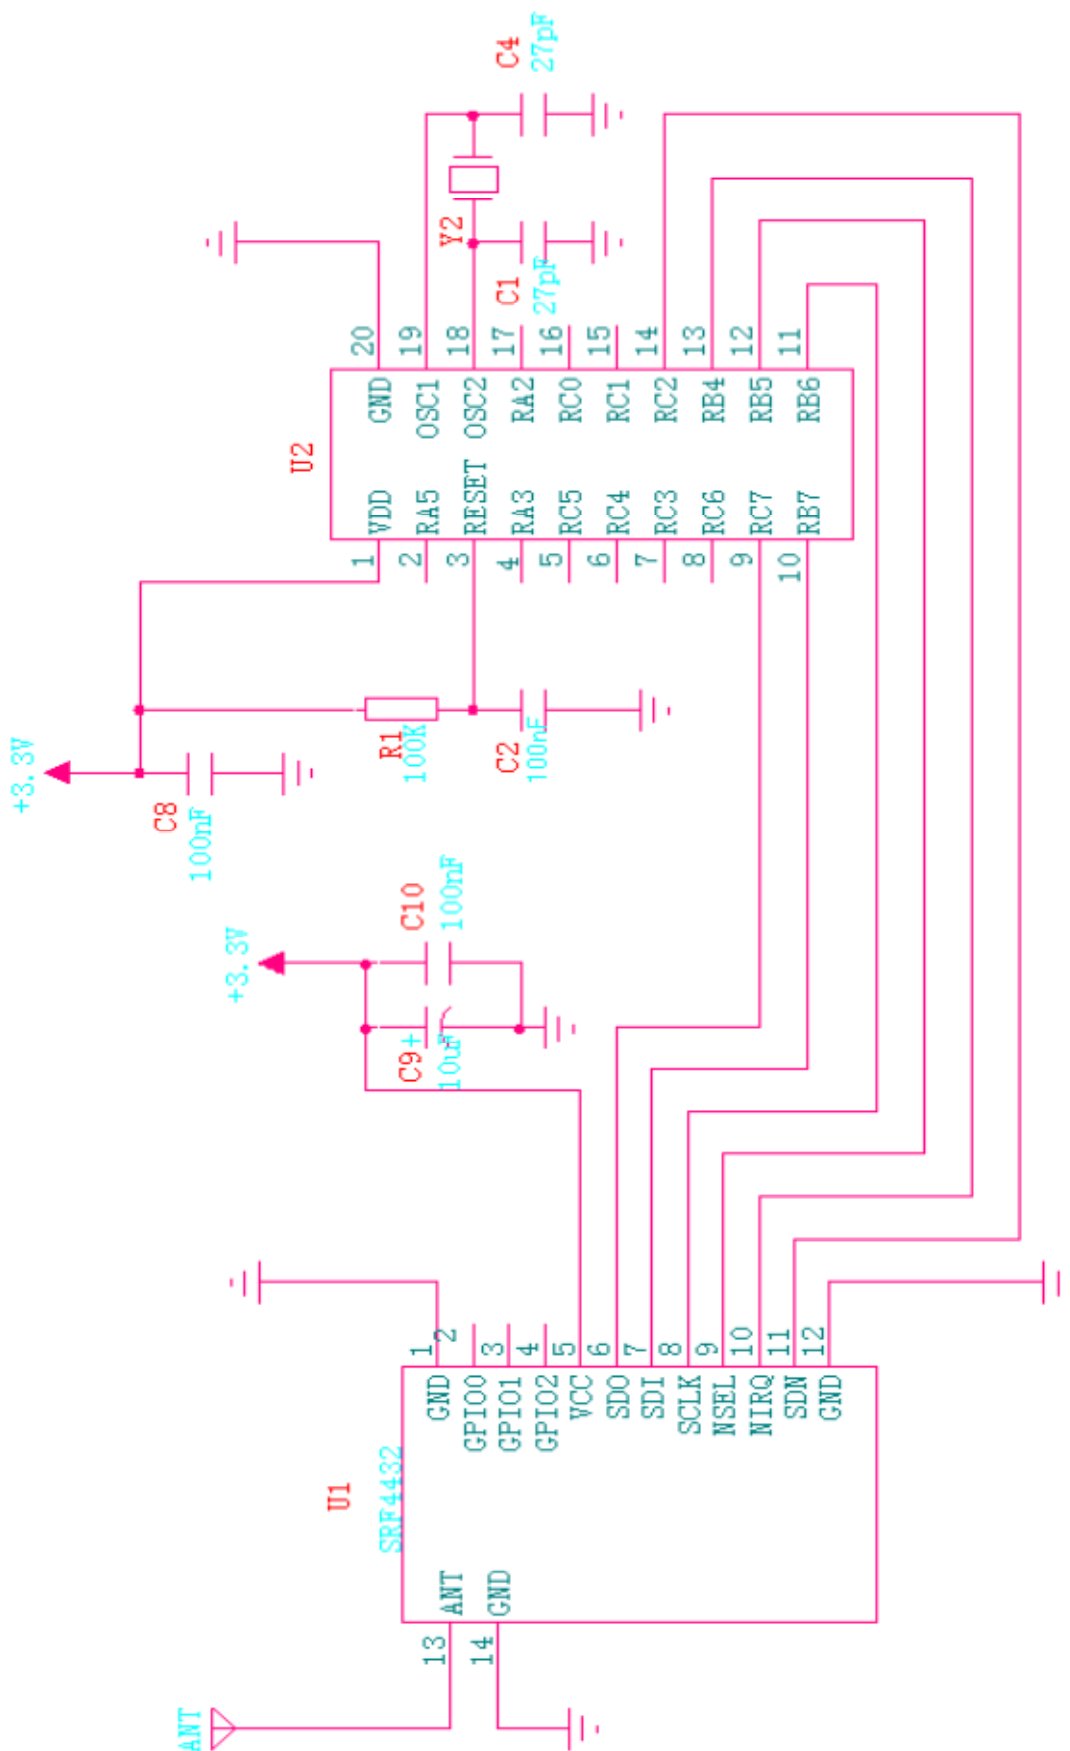 ANT
13
14
U1
SRF4432
ANT
GND
GND
GPIO0
GPIO1
GPIO2
VCC
SDO
SDI
SCLK
NSEL
NIRQ
SDN
GND
1
2
3
4
5
6
7
8
9
10
11
12
+3.3V
C9
+
10uF
C10
100nF
+3.3V
C8
100nF
R1
100K
C2
100nF
1
2
3
4
5
6
7
8
9
10
U2
VDD
RA5
RESET
RA3
RC5
RC4
RC3
RC6
RC7
RB7
GND
OSC1
OSC2
RA2
RC0
RC1
RC2
RB4
RB5
RB6
20
19
18
17
16
15
14
13
12
11
Y2
C1
27pF
C4
27pF